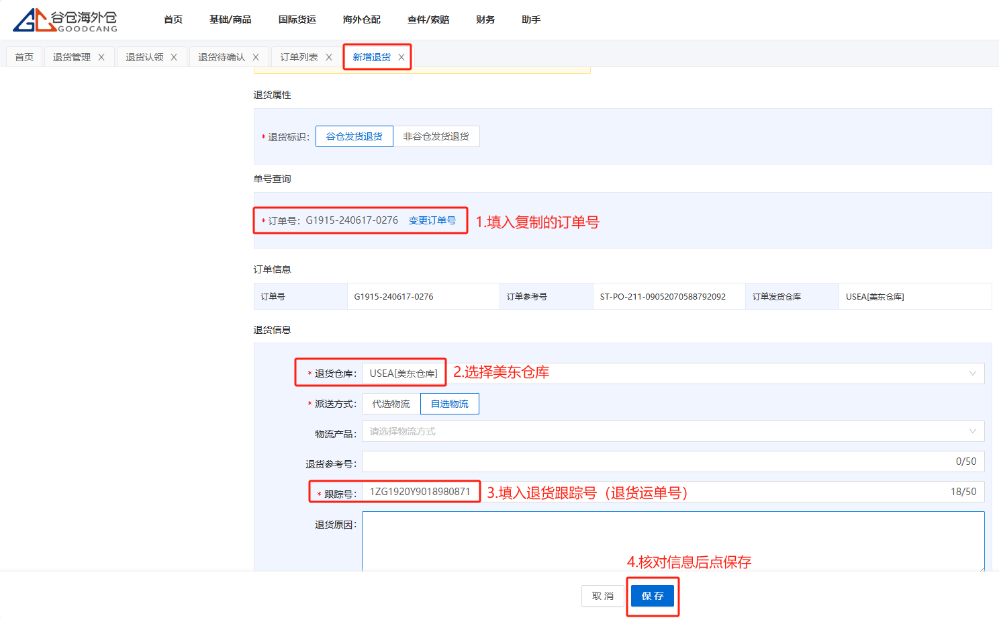 谷仓海外仓
GOODCANG
首页 基础/商品 国际货运 海外仓配 查件/索赔 财务 助手
首页 退货管理 X 退货认领 X 退货待确认 X 订单列表 X 新增退货 X
退货属性
* 退货标识： 谷仓发货退货 非谷仓发货退货
单号查询
* 订单号： G1915-240617-0276 变更订单号 1.填入复制的订单号
订单信息
订单号 G1915-240617-0276 订单参考号 ST-PO-211-09052070588792092 订单发货仓库 USEA[美东仓库]
退货信息
* 退货仓库： USEA[美东仓库] 2.选择美东仓库
* 派送方式： 代选物流 自选物流
物流产品： 请选择物流方式
退货参考号： 0/50
* 跟踪号： 1ZG1920Y9018980871 3.填入退货跟踪号（退货运单号） 18/50
退货原因：
4.核对信息后点保存
取 消 保 存